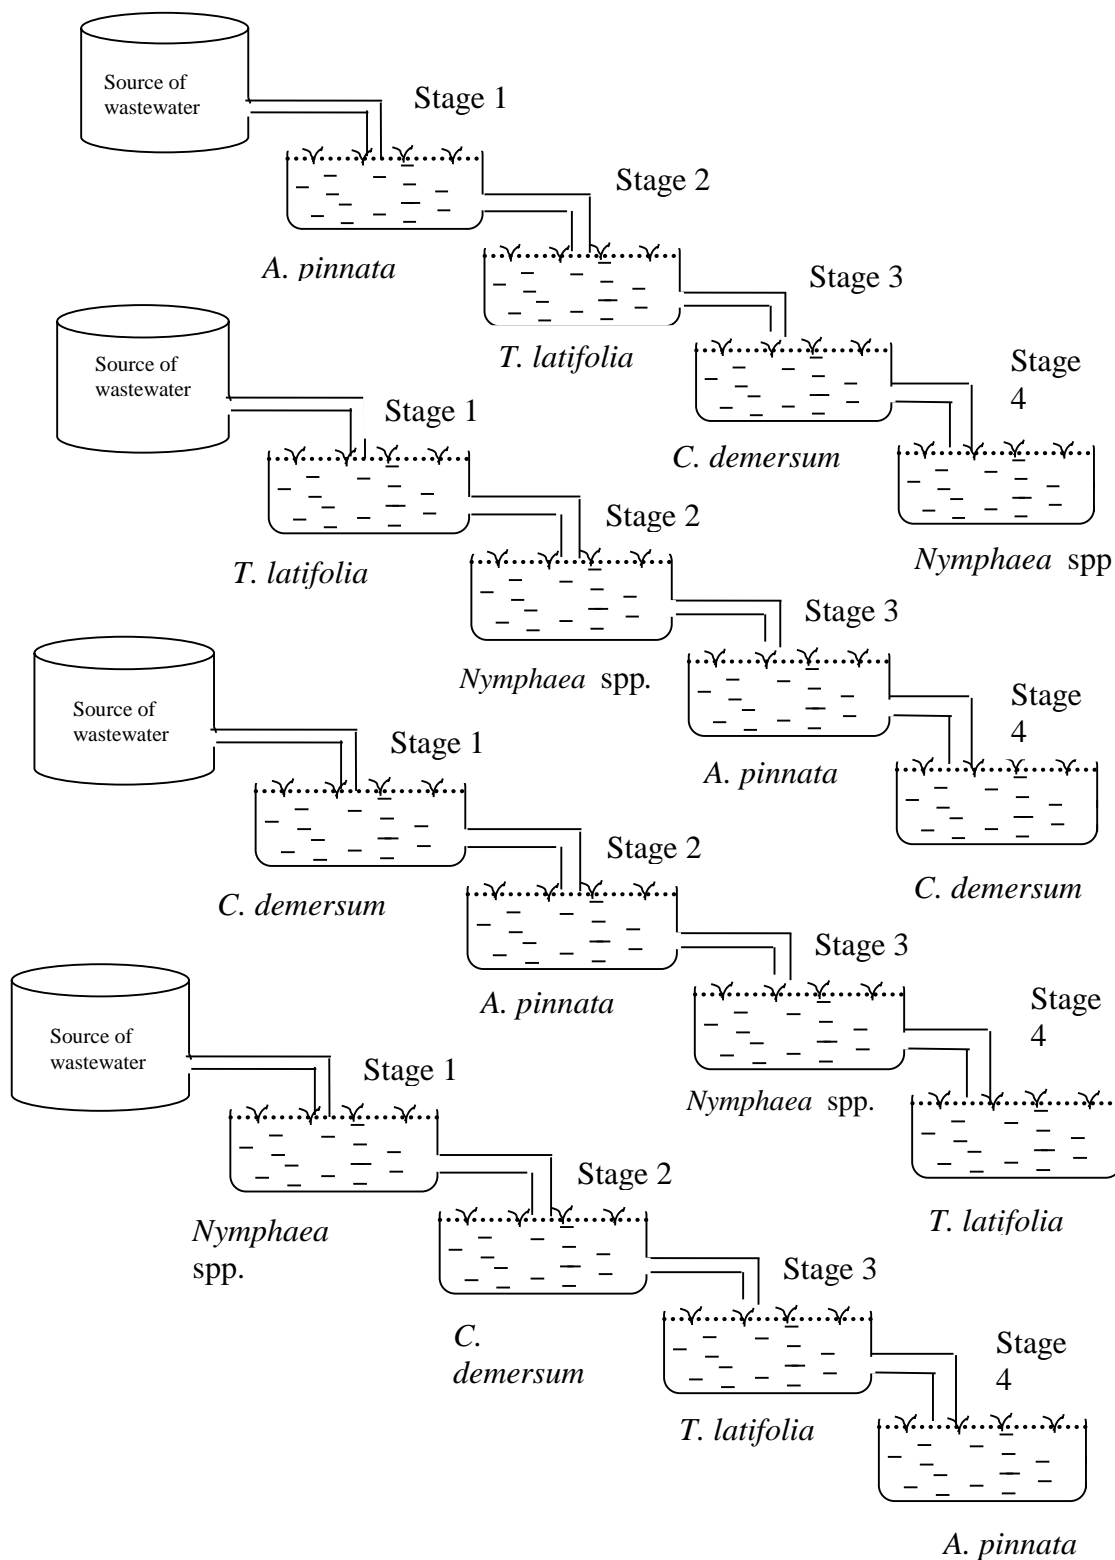 Source of
wastewater
Stage 1
A. pinnata
Stage 2
T. latifolia
Stage 3
C. demersum
Stage
4
Nymphaea spp
Source of
wastewater
Stage 1
T. latifolia
Stage 2
Nymphaea spp.
Stage 3
A. pinnata
Stage
4
C. demersum
Source of
wastewater
Stage 1
C. demersum
Stage 2
A. pinnata
Stage 3
Nymphaea spp.
Stage
4
T. latifolia
Source of
wastewater
Stage 1
Nymphaea
spp.
Stage 2
C.
demersum
Stage 3
T. latifolia
Stage
4
A. pinnata